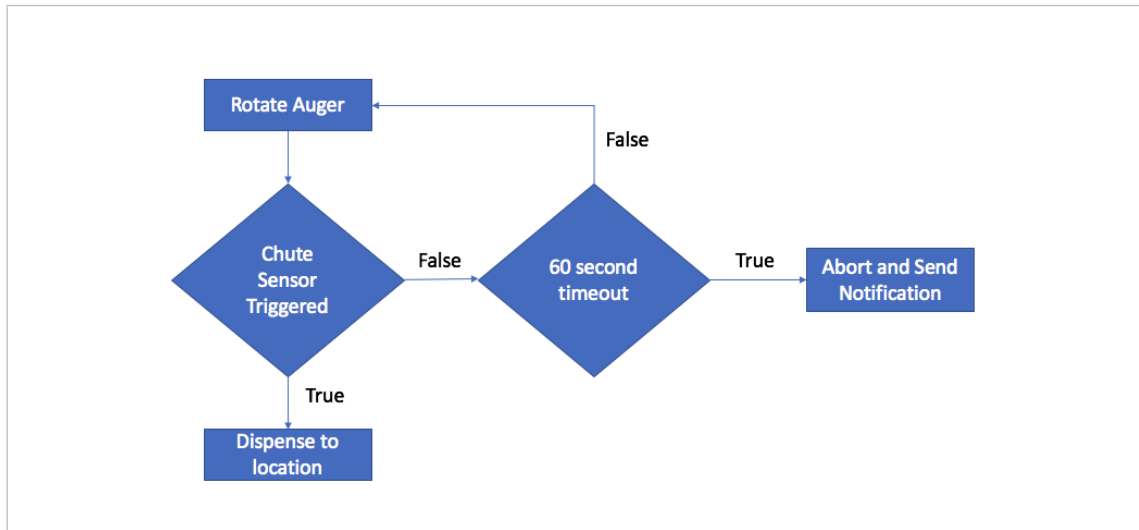 Rotate Auger
False
Chute
Sensor
Triggered
False
60 second
timeout
True
Abort and Send
Notification
True
Dispense to
location